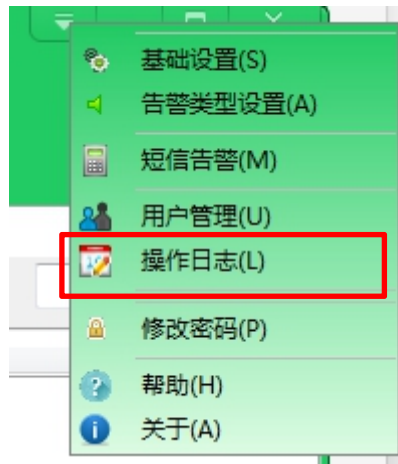 基础设置(S)
告警类型设置(A)
短信告警(M)
用户管理(U)
操作日志(L)
修改密码(P)
帮助(H)
关于(A)